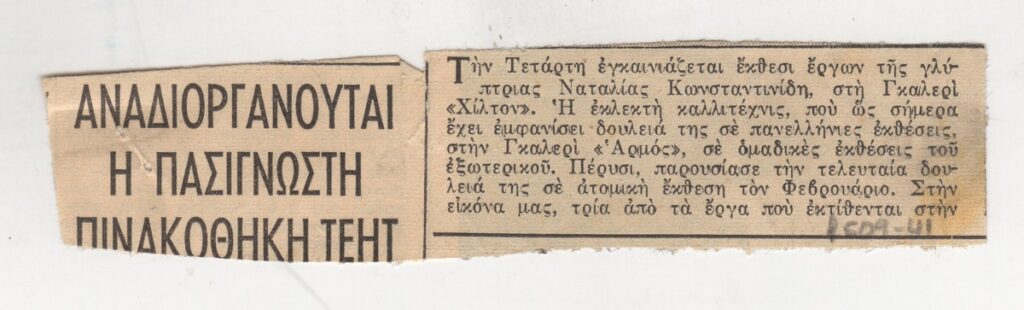 ΑΝΑΔΙΟΡΓΑΝΟΥΤΑΙ
Η ΠΑΣΙΓΝΩΣΤΗ
ΠΙΝΑΚΟΘΗΚΗ ΤΕΗΤ
Τὴν Τετάρτη ἐγκαινιάζεται ἔκθεσι ἔργων τῆς γλύ-
πτριας Ναταλίας Κωνσταντινίδη, στὴ Γκαλερὶ
«Χίλτον». Ἡ ἐκλεκτὴ καλλιτέχνις, ποὺ ὣς σήμερα
ἔχει ἐμφανίσει δουλειά της σὲ πανελλήνιες ἐκθέσεις,
στὴν Γκαλερὶ «Ἁρμός», σὲ ὁμαδικὲς ἐκθέσεις τοῦ
ἐξωτερικοῦ. Πέρυσι, παρουσίασε τὴν τελευταία δου-
λειά της σὲ ἀτομικὴ ἔκθεση τὸν Φεβρουάριο. Στὴν
εἰκόνα μας, τρία ἀπὸ τὰ ἔργα ποὺ ἐκτίθενται στὴν